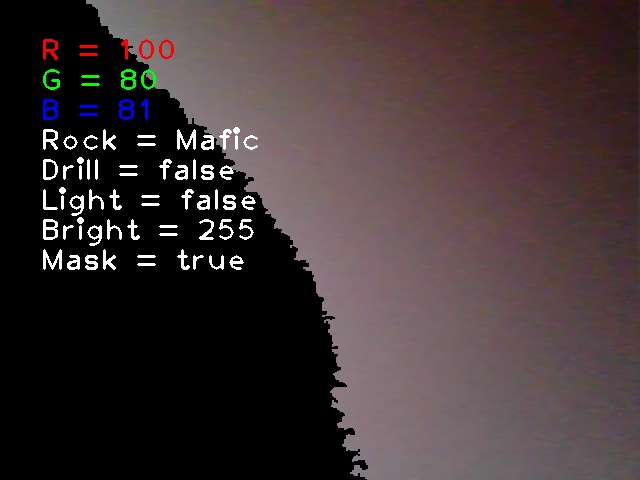 R = 100
G = 80
B = 81
Rock = Mafic
Drill = false
Light = false
Bright = 255
Mask = true